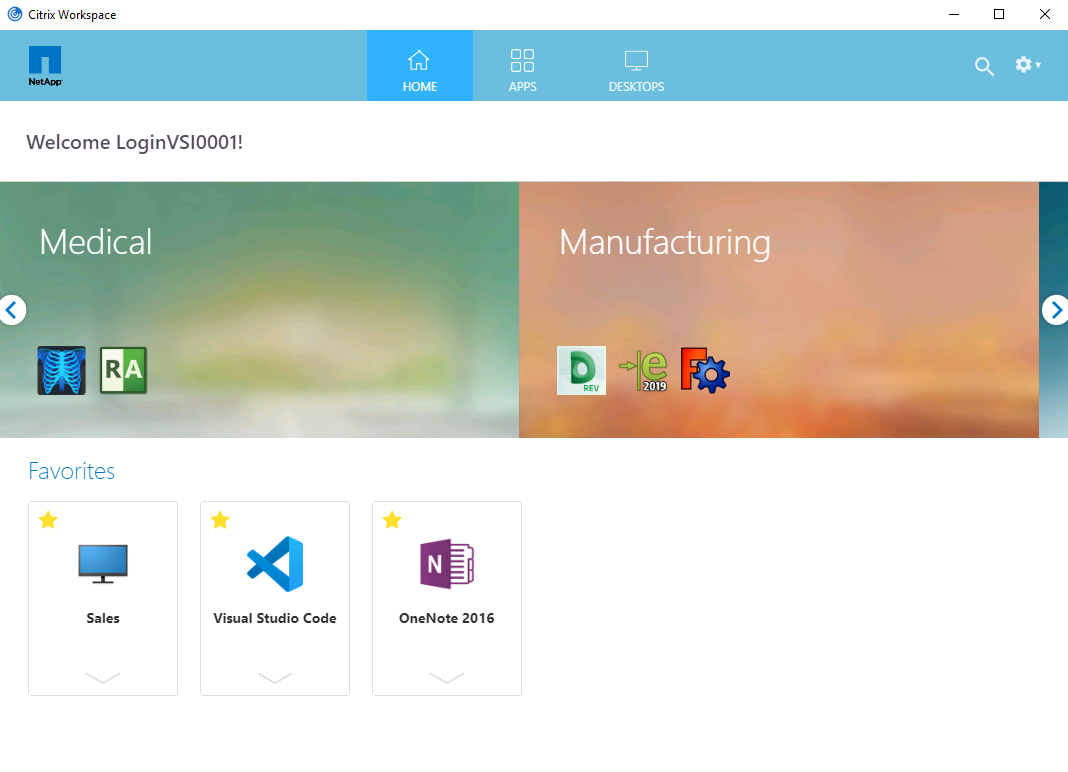 Citrix Workspace
NetApp
HOME
APPS
DESKTOPS
Welcome LoginVSI0001!
Medical
Manufacturing
RA
D
REV
e
2019
F
Favorites
N
Sales
Visual Studio Code
OneNote 2016